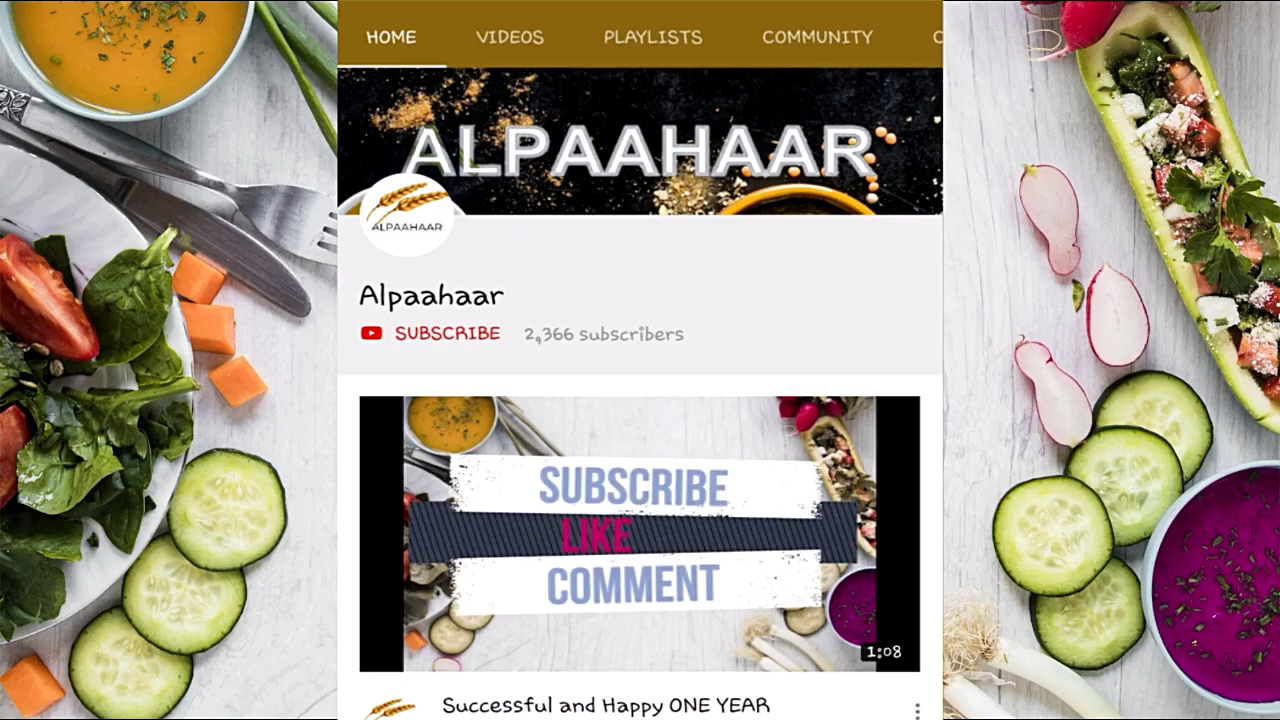 HOME VIDEOS PLAYLISTS COMMUNITY
ALPAAHAAR
ALPAAHAAR
Alpaahaar
SUBSCRIBE 2,366 subscribers
SUBSCRIBE
LIKE
COMMENT
1:08
Successful and Happy ONE YEAR